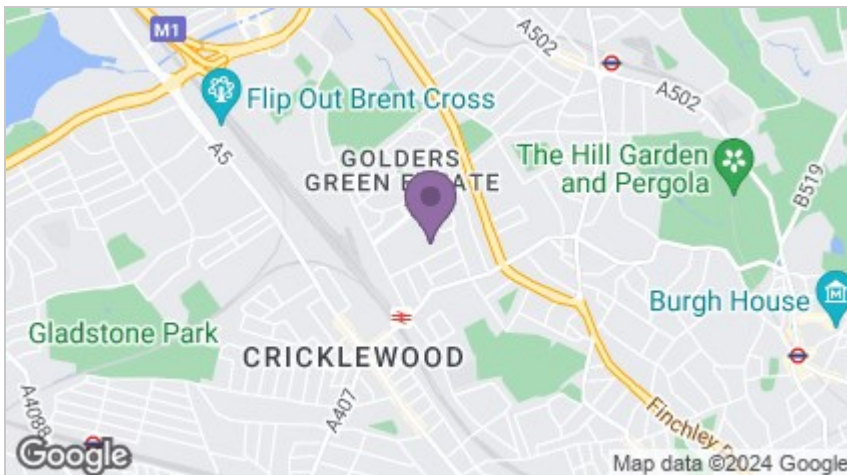 M1
A502
A502
Flip Out Brent Cross
A5
GOLDERS
GREEN ESTATE
The Hill Garden
and Pergola
B519
Burgh House
Gladstone Park
CRICKLEWOOD
A407
A4088
Finchley
Google
Map data ©2024 Google